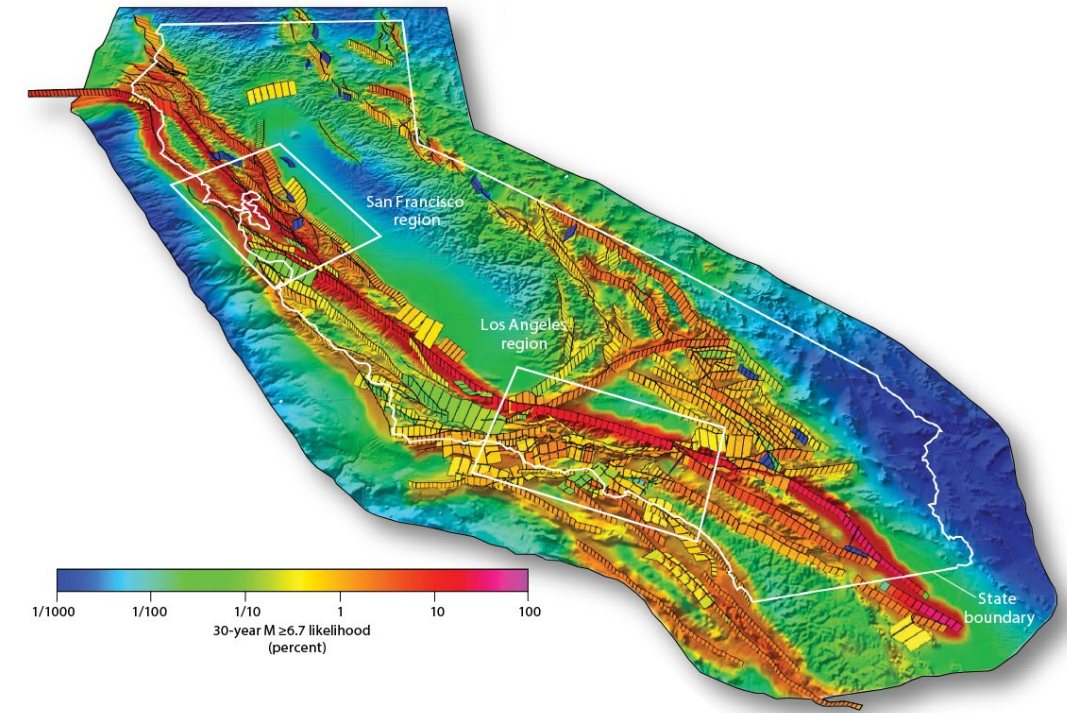 San Francisco
region
Los Angeles
region
State
boundary
1/1000 1/100 1/10 1 10 100
30-year M ≥6.7 likelihood
(percent)